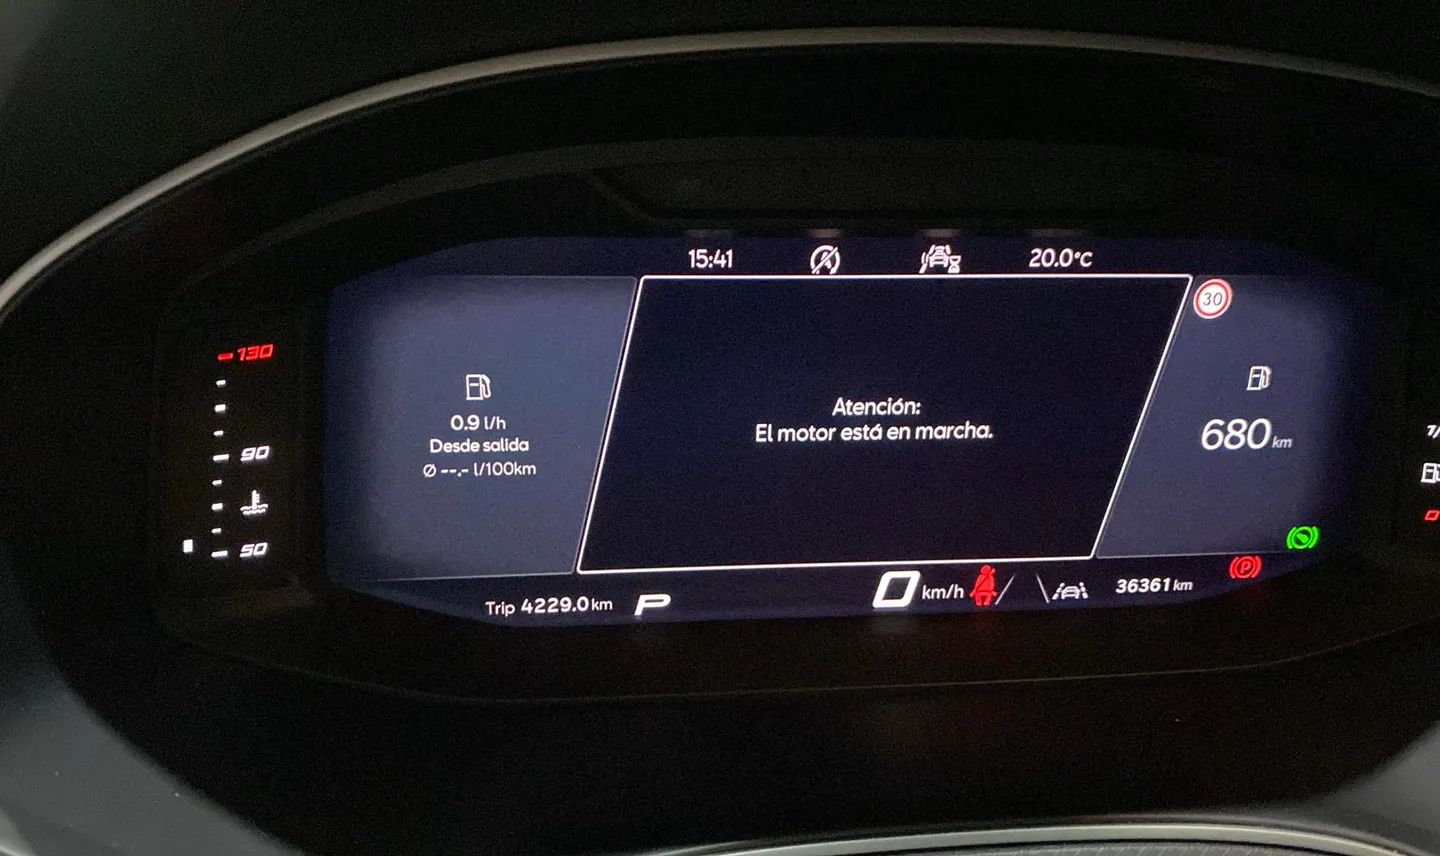 15:41
20.0°C
30
130
90
50
0.9 l/h
Desde salida
Ø --.- l/100km
Atención:
El motor está en marcha.
680 km
Trip 4229.0 km
P
0 km/h
36361 km
(P)